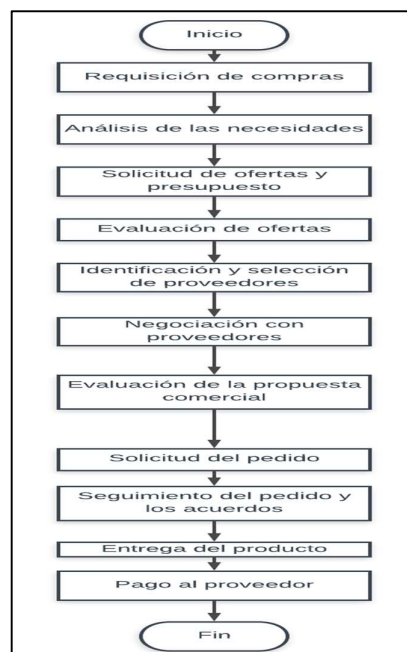 Inicio
Requisición de compras
Análisis de las necesidades
Solicitud de ofertas y
presupuesto
Evaluación de ofertas
Identificación y selección
de proveedores
Negociación con
proveedores
Evaluación de la propuesta
comercial
Solicitud del pedido
Seguimiento del pedido y
los acuerdos
Entrega del producto
Pago al proveedor
Fin